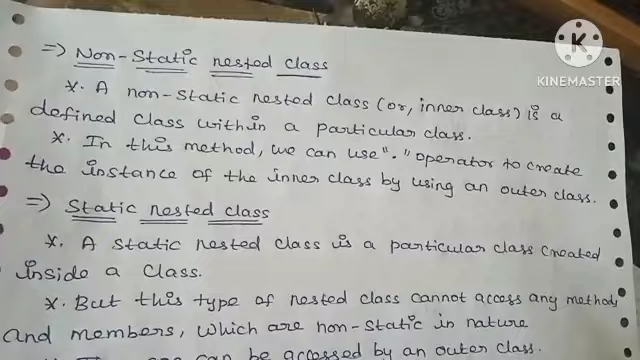 => Non-Static nested class
*. A non-static nested class (or, inner class) is a
defined class within a particular class.
*. In this method, we can use "." operator to create
the instance of the inner class by using an outer class.
=> Static nested class
*. A static nested class is a particular class created
inside a class.
*. But this type of nested class cannot access any methods
and members, which are non-static in nature
can be accessed by an outer class.
K
KINEMASTER